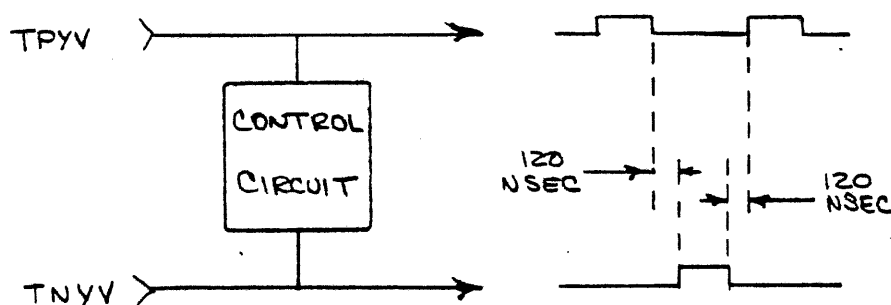 TPYV
CONTROL
CIRCUIT
120
NSEC
120
NSEC
TNYV